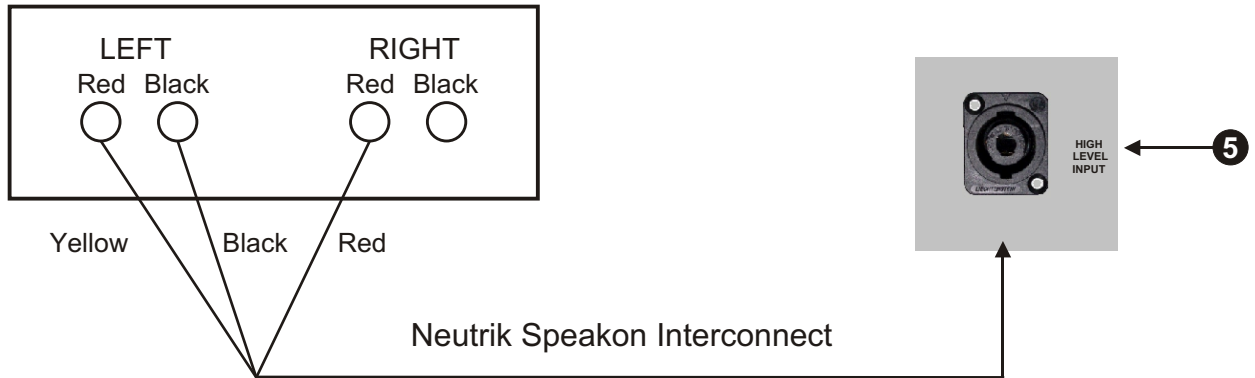 LEFT RIGHT
Red Black Red Black
HIGH
LEVEL
INPUT
5
Yellow Black Red
Neutrik Speakon Interconnect